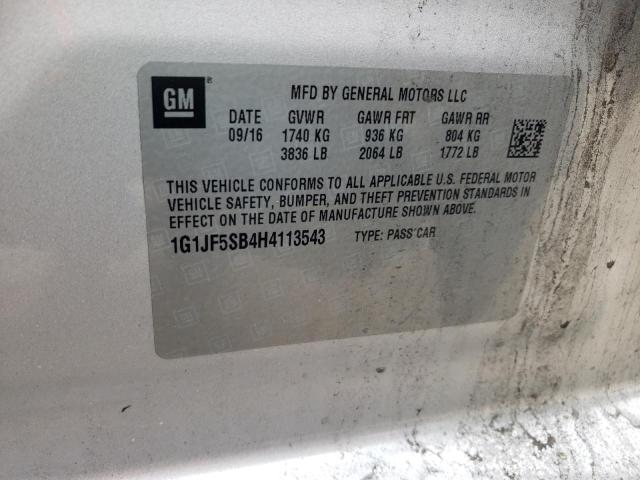 GM ®
MFD BY GENERAL MOTORS LLC
DATE GVWR GAWR FRT GAWR RR
09/16 1740 KG 936 KG 804 KG
3836 LB 2064 LB 1772 LB
THIS VEHICLE CONFORMS TO ALL APPLICABLE U.S. FEDERAL MOTOR
VEHICLE SAFETY, BUMPER, AND THEFT PREVENTION STANDARDS IN
EFFECT ON THE DATE OF MANUFACTURE SHOWN ABOVE.
1G1JF5SB4H4113543 TYPE: PASS CAR